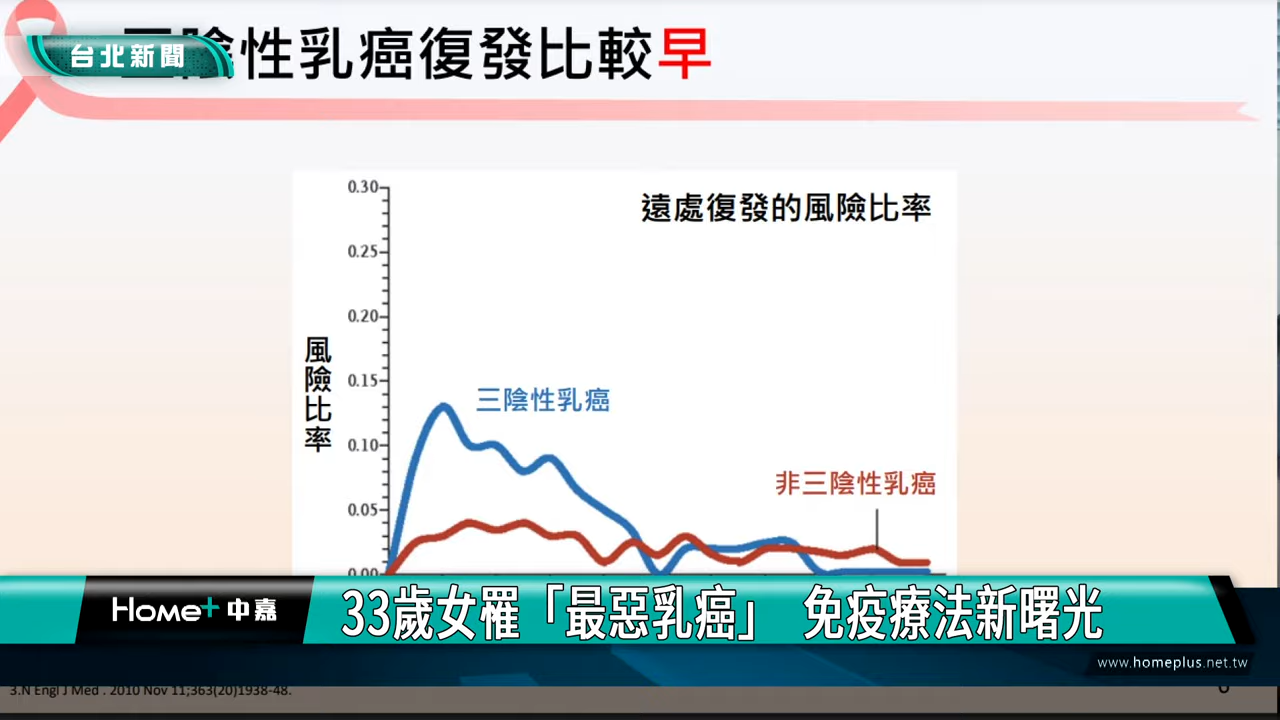 台北新聞
陰性乳癌復發比較早
遠處復發的風險比率
0.30
0.25
0.20
0.15
0.10
0.05
0.00
風險比率
三陰性乳癌
非三陰性乳癌
Home+中嘉
33歲女罹「最惡乳癌」 免疫療法新曙光
www.homeplus.net.tw
3.N Engl J Med . 2010 Nov 11;363(20)1938-48.